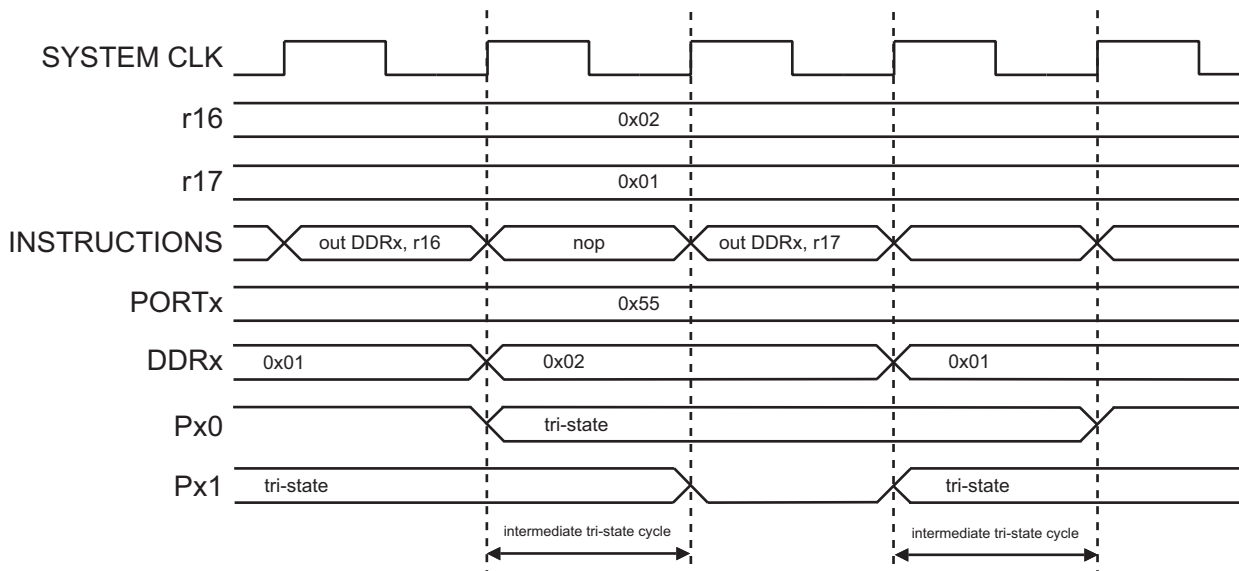 SYSTEM CLK
r16 0x02
r17 0x01
INSTRUCTIONS out DDRx, r16 nop out DDRx, r17
PORTx 0x55
DDRx 0x01 0x02 0x01
Px0 tri-state
Px1 tri-state tri-state
intermediate tri-state cycle intermediate tri-state cycle